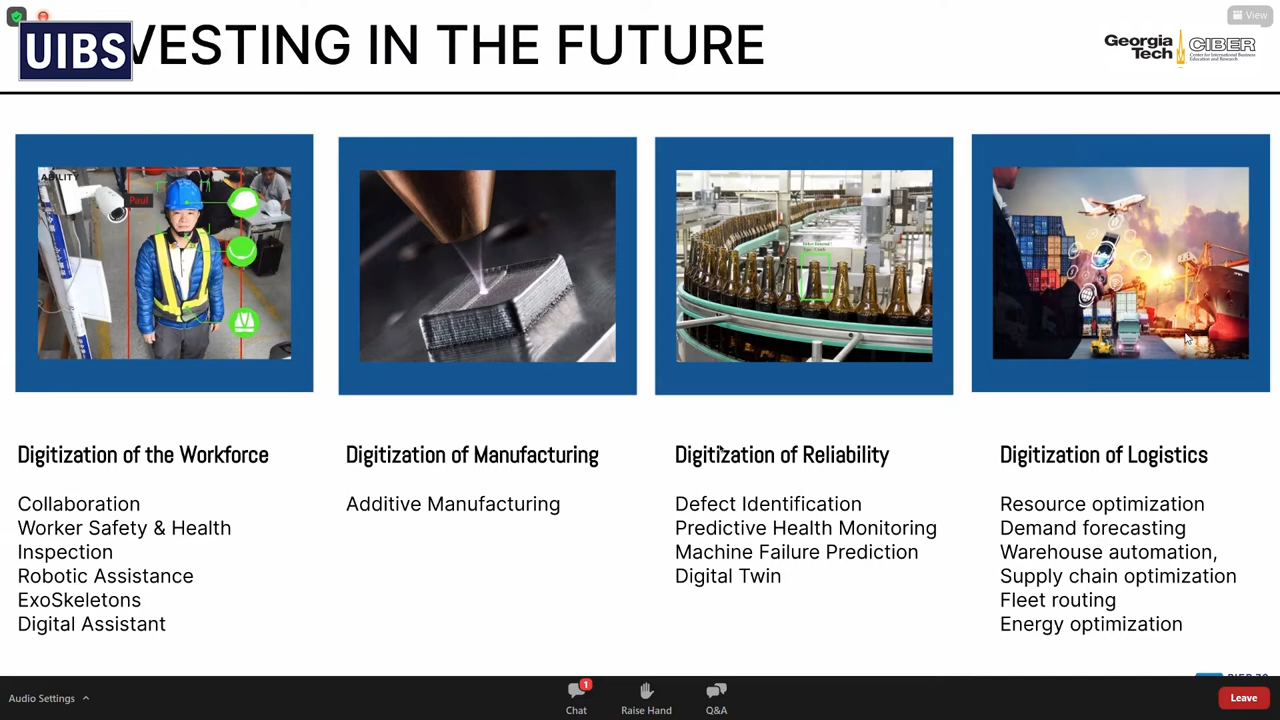 View
UIBS
VESTING IN THE FUTURE
Georgia
Tech
CIBER
Center for International Business
Education and Research
ABILITY
Paul
Digitization of the Workforce
Collaboration
Worker Safety & Health
Inspection
Robotic Assistance
ExoSkeletons
Digital Assistant
Digitization of Manufacturing
Additive Manufacturing
Digitization of Reliability
Defect Identification
Predictive Health Monitoring
Machine Failure Prediction
Digital Twin
Digitization of Logistics
Resource optimization
Demand forecasting
Warehouse automation,
Supply chain optimization
Fleet routing
Energy optimization
Audio Settings
Chat
1
Raise Hand
Q&A
Leave